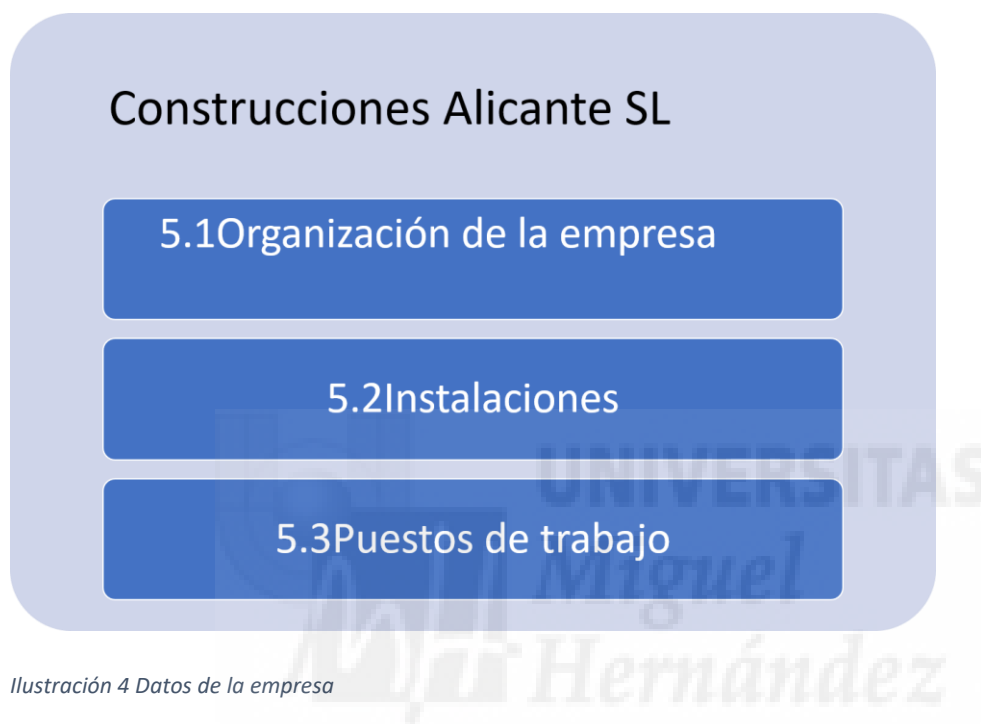 Construcciones Alicante SL
5.1Organización de la empresa
5.2Instalaciones
5.3Puestos de trabajo
UNIVERSITAS
Miguel
Hernández
Ilustración 4 Datos de la empresa